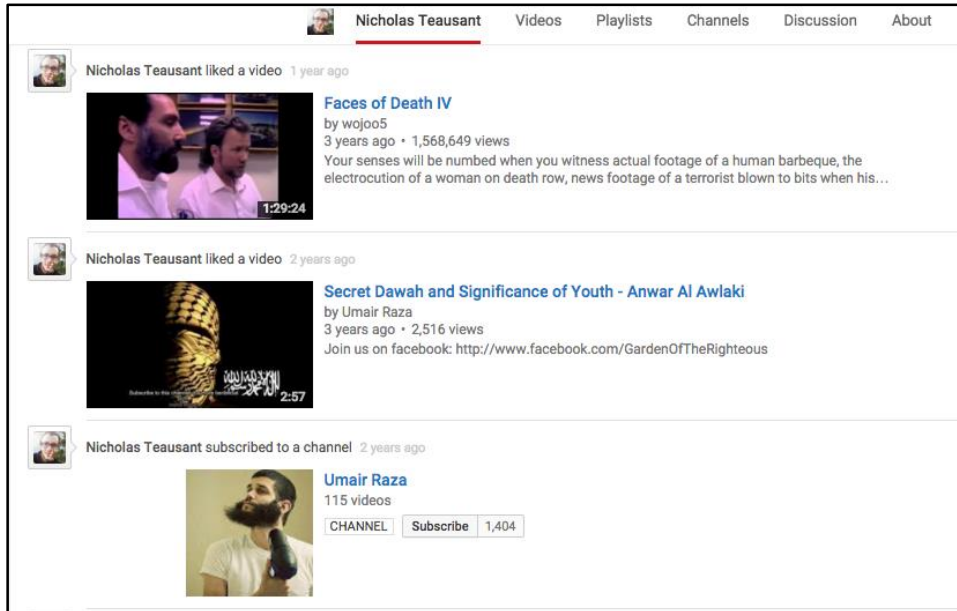 Nicholas Teausant Videos Playlists Channels Discussion About
Nicholas Teausant liked a video 1 year ago
Faces of Death IV
by wojoo5
3 years ago • 1,568,649 views
Your senses will be numbed when you witness actual footage of a human barbeque, the
electrocution of a woman on death row, news footage of a terrorist blown to bits when his...
1:29:24
Nicholas Teausant liked a video 2 years ago
Secret Dawah and Significance of Youth - Anwar Al Awlaki
by Umair Raza
3 years ago • 2,516 views
Join us on facebook: http://www.facebook.com/GardenOfTheRighteous
Subscribe to this channel
2:57
Nicholas Teausant subscribed to a channel 2 years ago
Umair Raza
115 videos
CHANNEL Subscribe 1,404